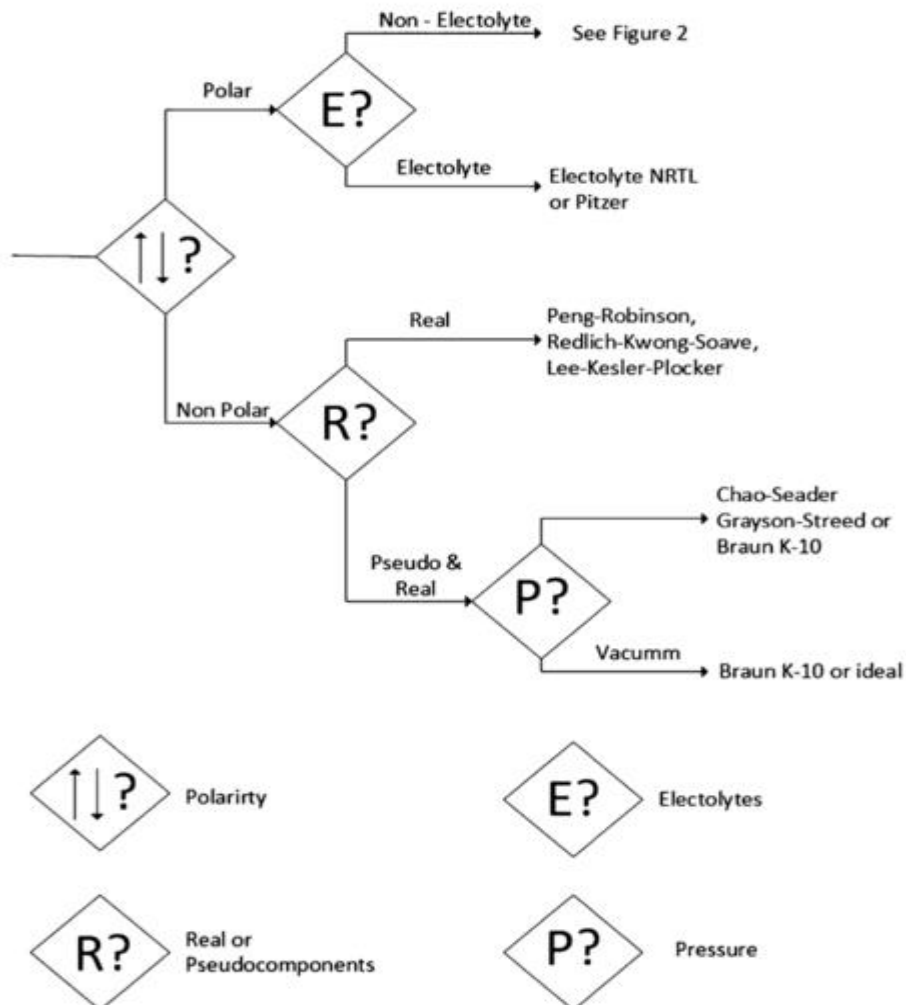 Non - Electolyte
See Figure 2
Polar
E?
Electolyte
Electolyte NRTL
or Pitzer
↑↓?
Real
Peng-Robinson,
Redlich-Kwong-Soave,
Lee-Kesler-Plocker
Non Polar
R?
Chao-Seader
Grayson-Streed or
Braun K-10
Pseudo &
Real
P?
Vacumm
Braun K-10 or ideal
↑↓?
Polarirty
E?
Electolytes
R?
Real or
Pseudocomponents
P?
Pressure